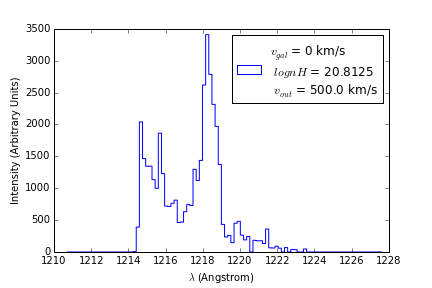 3500
3000
2500
2000
1500
1000
500
0
Intensity (Arbitrary Units)
v_gal = 0 km/s
lognH = 20.8125
v_out = 500.0 km/s
1210 1212 1214 1216 1218 1220 1222 1224 1226 1228
λ (Angstrom)